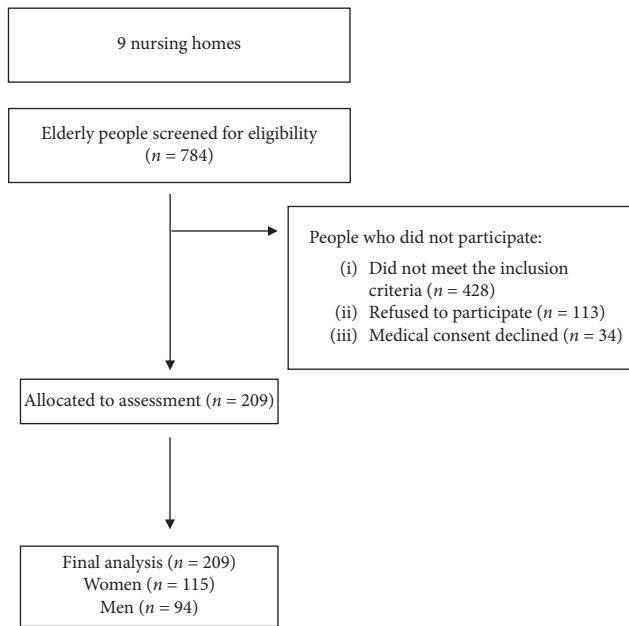 9 nursing homes
Elderly people screened for eligibility
(n = 784)
People who did not participate:
(i) Did not meet the inclusion
criteria (n = 428)
(ii) Refused to participate (n = 113)
(iii) Medical consent declined (n = 34)
Allocated to assessment (n = 209)
Final analysis (n = 209)
Women (n = 115)
Men (n = 94)